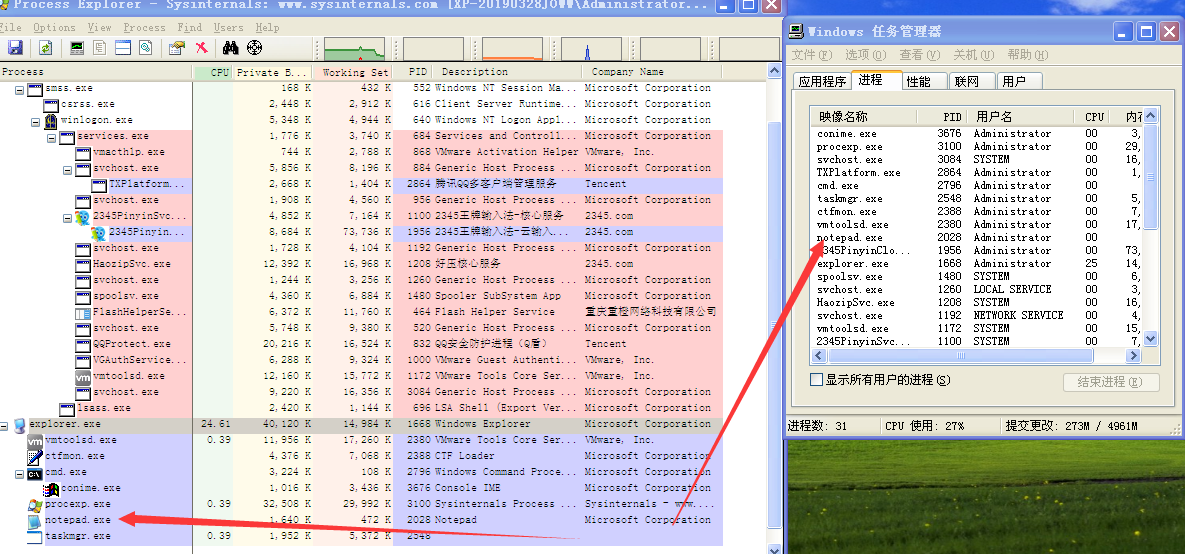 Process Explorer - Sysinternals: www.sysinternals.com [XP-20190328JOWW\Administrator...
File Options View Process Find Users Help
Process CPU Private B... Working Set PID Description Company Name
smss.exe 168 K 432 K 552 Windows NT Session Ma... Microsoft Corporation
csrss.exe 2,448 K 2,912 K 616 Client Server Runtime... Microsoft Corporation
winlogon.exe 5,348 K 4,944 K 640 Windows NT Logon Appl... Microsoft Corporation
services.exe 1,776 K 3,740 K 684 Services and Controll... Microsoft Corporation
vmacthlp.exe 744 K 2,788 K 868 VMware Activation Helper VMware, Inc.
svchost.exe 5,856 K 8,196 K 884 Generic Host Process ... Microsoft Corporation
TXPlatform... 2,668 K 1,404 K 2864 腾讯QQ多客户端管理服务 Tencent
svchost.exe 1,908 K 4,560 K 956 Generic Host Process ... Microsoft Corporation
2345PinyinSvc... 4,852 K 7,164 K 1100 2345王牌输入法-核心服务 2345.com
2345Pinyin... 8,684 K 73,736 K 1956 2345王牌输入法-云输入... 2345.com
svchost.exe 1,728 K 4,104 K 1192 Generic Host Process ... Microsoft Corporation
HaozipSvc.exe 12,392 K 16,968 K 1208 好压核心服务 2345.com
svchost.exe 1,244 K 3,256 K 1260 Generic Host Process ... Microsoft Corporation
spoolsv.exe 4,360 K 6,884 K 1480 Spooler SubSystem App Microsoft Corporation
FlashHelperSe... 6,372 K 11,760 K 464 Flash Helper Service 重庆重橙网络科技有限公司
svchost.exe 5,748 K 9,380 K 520 Generic Host Process ... Microsoft Corporation
QQProtect.exe 20,216 K 16,524 K 832 QQ安全防护进程（Q盾） Tencent
VGAuthService... 6,288 K 9,324 K 1000 VMware Guest Authenti... VMware, Inc.
vmtoolsd.exe 12,160 K 15,772 K 1172 VMware Tools Core Ser... VMware, Inc.
svchost.exe 9,220 K 16,356 K 3084 Generic Host Process ... Microsoft Corporation
lsass.exe 2,420 K 1,144 K 696 LSA Shell (Export Ver... Microsoft Corporation
explorer.exe 24.61 40,120 K 14,984 K 1668 Windows Explorer Microsoft Corporation
vmtoolsd.exe 0.39 11,956 K 17,260 K 2380 VMware Tools Core Ser... VMware, Inc.
ctfmon.exe 4,376 K 7,068 K 2388 CTF Loader Microsoft Corporation
cmd.exe 3,224 K 108 K 2796 Windows Command Proce... Microsoft Corporation
conime.exe 1,016 K 3,436 K 3676 Console IME Microsoft Corporation
procexp.exe 0.39 32,508 K 29,992 K 3100 Sysinternals Process ... Sysinternals - www....
notepad.exe 1,640 K 472 K 2028 Notepad Microsoft Corporation
taskmgr.exe 0.39 1,952 K 5,372 K 2548
Windows 任务管理器
文件(F) 选项(O) 查看(V) 关机(U) 帮助(H)
应用程序 进程 性能 联网 用户
映像名称 PID 用户名 CPU 内存
conime.exe 3676 Administrator 00 3,
procexp.exe 3100 Administrator 00 29,
svchost.exe 3084 SYSTEM 00 16,
TXPlatform.exe 2864 Administrator 00 1,
cmd.exe 2796 Administrator 00
taskmgr.exe 2548 Administrator 00 5,
ctfmon.exe 2388 Administrator 00 7,
vmtoolsd.exe 2380 Administrator 00 17,
notepad.exe 2028 Administrator 00
2345PinyinClo... 1956 Administrator 00 73,
explorer.exe 1668 Administrator 25 14,
spoolsv.exe 1480 SYSTEM 00 6,
svchost.exe 1260 LOCAL SERVICE 00 3,
HaozipSvc.exe 1208 SYSTEM 00 16,
svchost.exe 1192 NETWORK SERVICE 00 4,
vmtoolsd.exe 1172 SYSTEM 00 15,
2345PinyinSvc... 1100 SYSTEM 00 7,
显示所有用户的进程(S) 结束进程(E)
进程数: 31 CPU 使用: 27% 提交更改: 273M / 4961M